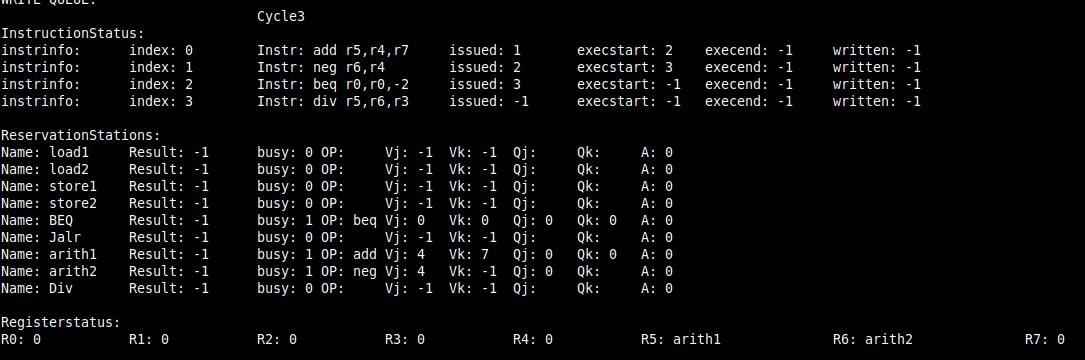 WRITE QUEUE:
Cycle3
InstructionStatus:
instrinfo: index: 0 Instr: add r5,r4,r7 issued: 1 execstart: 2 execend: -1 written: -1
instrinfo: index: 1 Instr: neg r6,r4 issued: 2 execstart: 3 execend: -1 written: -1
instrinfo: index: 2 Instr: beq r0,r0,-2 issued: 3 execstart: -1 execend: -1 written: -1
instrinfo: index: 3 Instr: div r5,r6,r3 issued: -1 execstart: -1 execend: -1 written: -1
ReservationStations:
Name: load1 Result: -1 busy: 0 OP: Vj: -1 Vk: -1 Qj: Qk: A: 0
Name: load2 Result: -1 busy: 0 OP: Vj: -1 Vk: -1 Qj: Qk: A: 0
Name: store1 Result: -1 busy: 0 OP: Vj: -1 Vk: -1 Qj: Qk: A: 0
Name: store2 Result: -1 busy: 0 OP: Vj: -1 Vk: -1 Qj: Qk: A: 0
Name: BEQ Result: -1 busy: 1 OP: beq Vj: 0 Vk: 0 Qj: 0 Qk: 0 A: 0
Name: Jalr Result: -1 busy: 0 OP: Vj: -1 Vk: -1 Qj: Qk: A: 0
Name: arith1 Result: -1 busy: 1 OP: add Vj: 4 Vk: 7 Qj: 0 Qk: 0 A: 0
Name: arith2 Result: -1 busy: 1 OP: neg Vj: 4 Vk: -1 Qj: 0 Qk: A: 0
Name: Div Result: -1 busy: 0 OP: Vj: -1 Vk: -1 Qj: Qk: A: 0
Registerstatus:
R0: 0 R1: 0 R2: 0 R3: 0 R4: 0 R5: arith1 R6: arith2 R7: 0